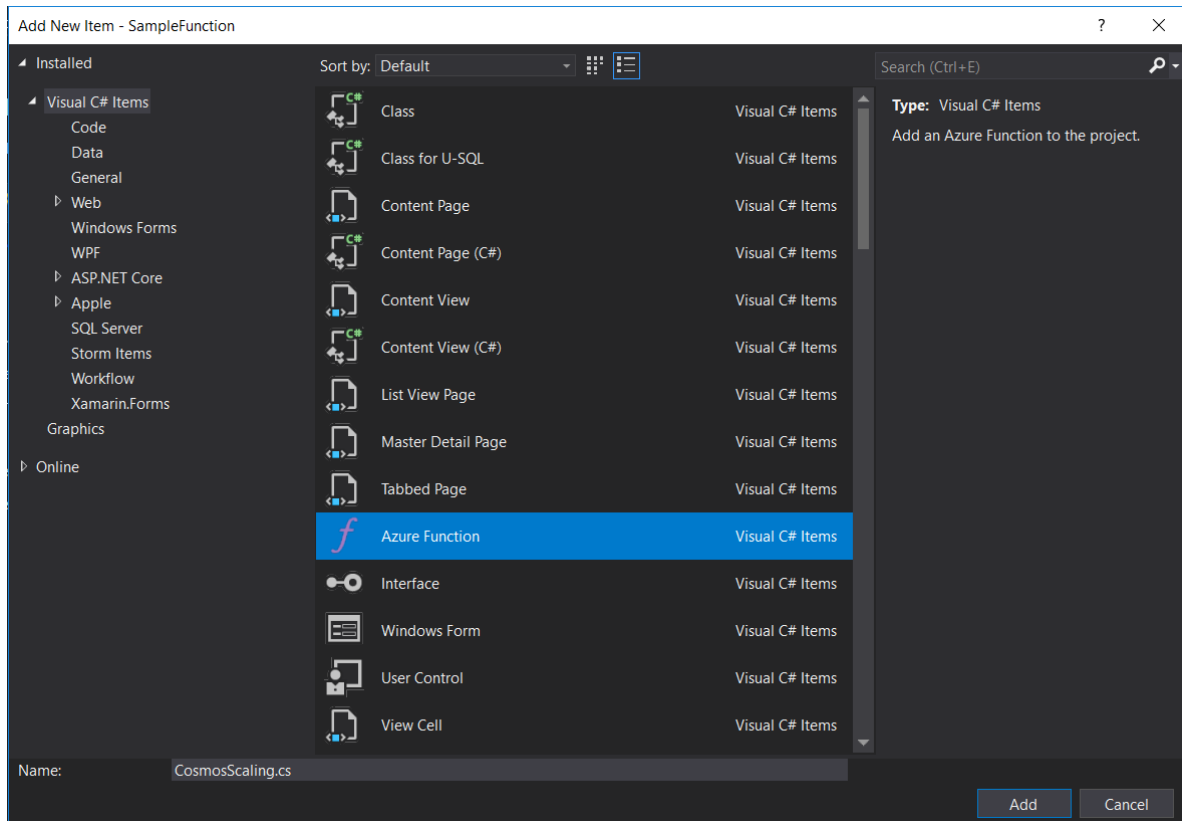 Add New Item - SampleFunction
? ×
Installed
Sort by: Default
Search (Ctrl+E)
Visual C# Items
Code
Data
General
Web
Windows Forms
WPF
ASP.NET Core
Apple
SQL Server
Storm Items
Workflow
Xamarin.Forms
Graphics
Online
Class Visual C# Items
Class for U-SQL Visual C# Items
Content Page Visual C# Items
Content Page (C#) Visual C# Items
Content View Visual C# Items
Content View (C#) Visual C# Items
List View Page Visual C# Items
Master Detail Page Visual C# Items
Tabbed Page Visual C# Items
Azure Function Visual C# Items
Interface Visual C# Items
Windows Form Visual C# Items
User Control Visual C# Items
View Cell Visual C# Items
Type: Visual C# Items
Add an Azure Function to the project.
Name: CosmosScaling.cs
Add Cancel